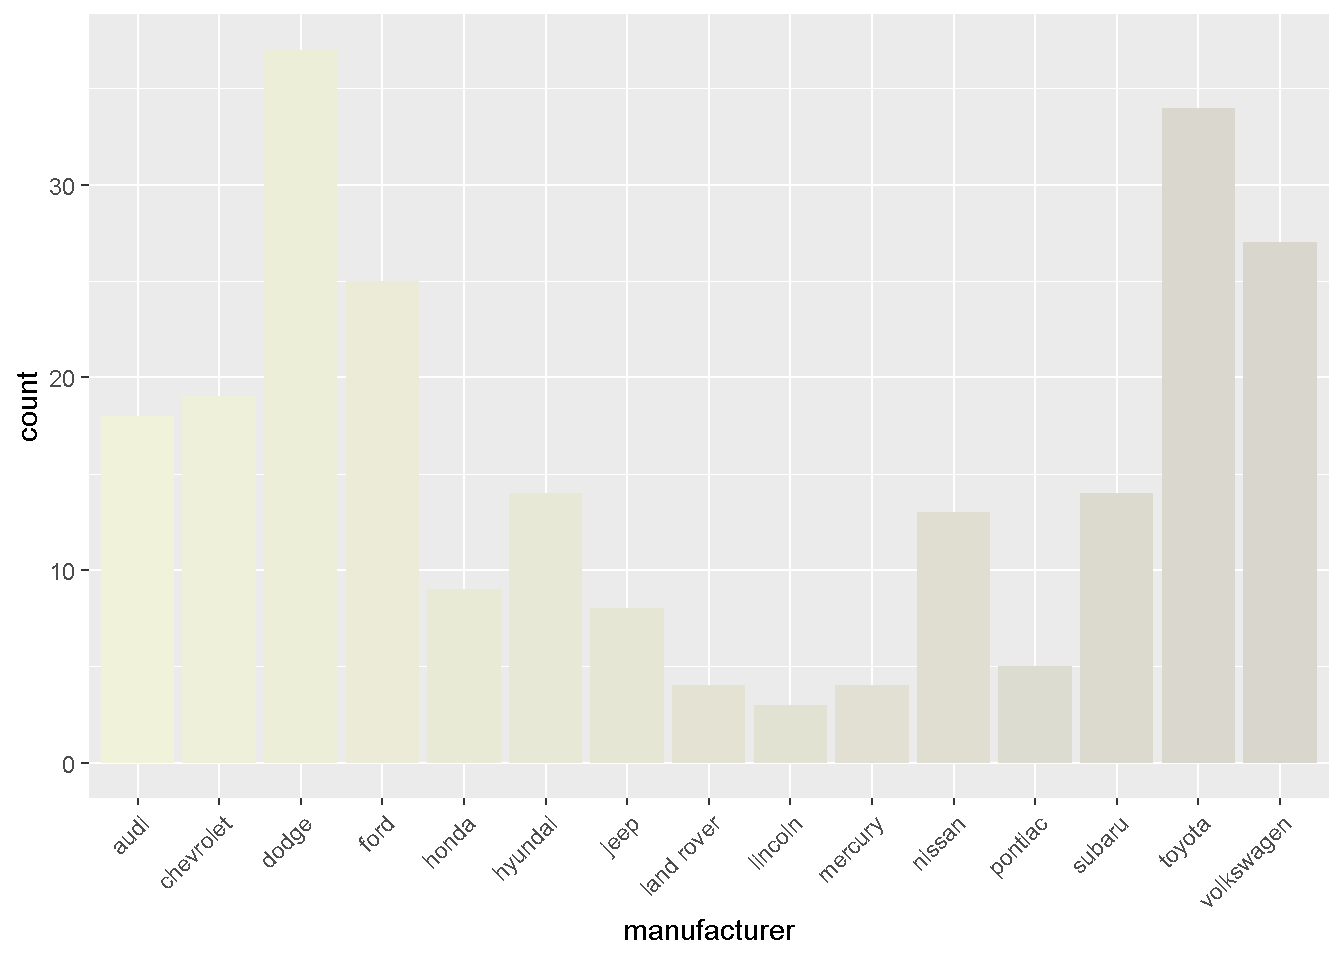 count
30
20
10
0
audi
chevrolet
dodge
ford
honda
hyundai
jeep
land rover
lincoln
mercury
nissan
pontiac
subaru
toyota
volkswagen
manufacturer